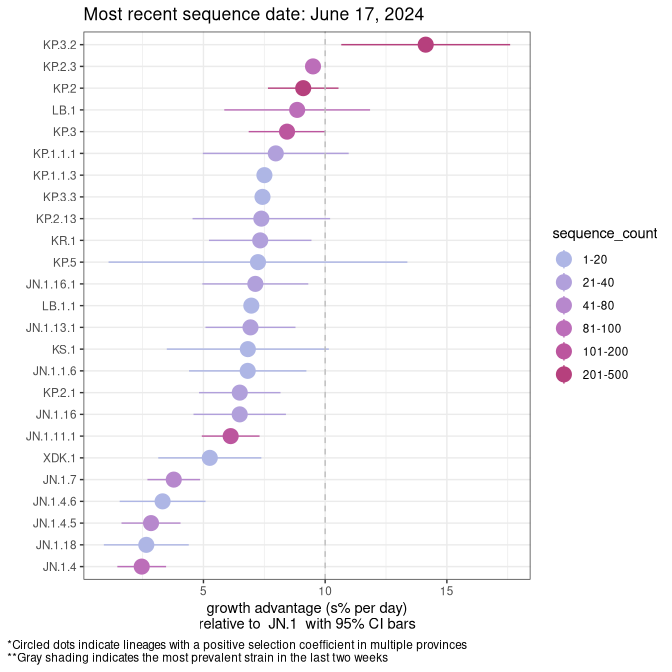 Most recent sequence date: June 17, 2024
KP.3.2
KP.2.3
KP.2
LB.1
KP.3
KP.1.1.1
KP.1.1.3
KP.3.3
KP.2.13
KR.1
KP.5
JN.1.16.1
LB.1.1
JN.1.13.1
KS.1
JN.1.1.6
KP.2.1
JN.1.16
JN.1.11.1
XDK.1
JN.1.7
JN.1.4.6
JN.1.4.5
JN.1.18
JN.1.4
5 10 15
growth advantage (s% per day)
relative to JN.1 with 95% CI bars
sequence_count
1-20
21-40
41-80
81-100
101-200
201-500
*Circled dots indicate lineages with a positive selection coefficient in multiple provinces
**Gray shading indicates the most prevalent strain in the last two weeks